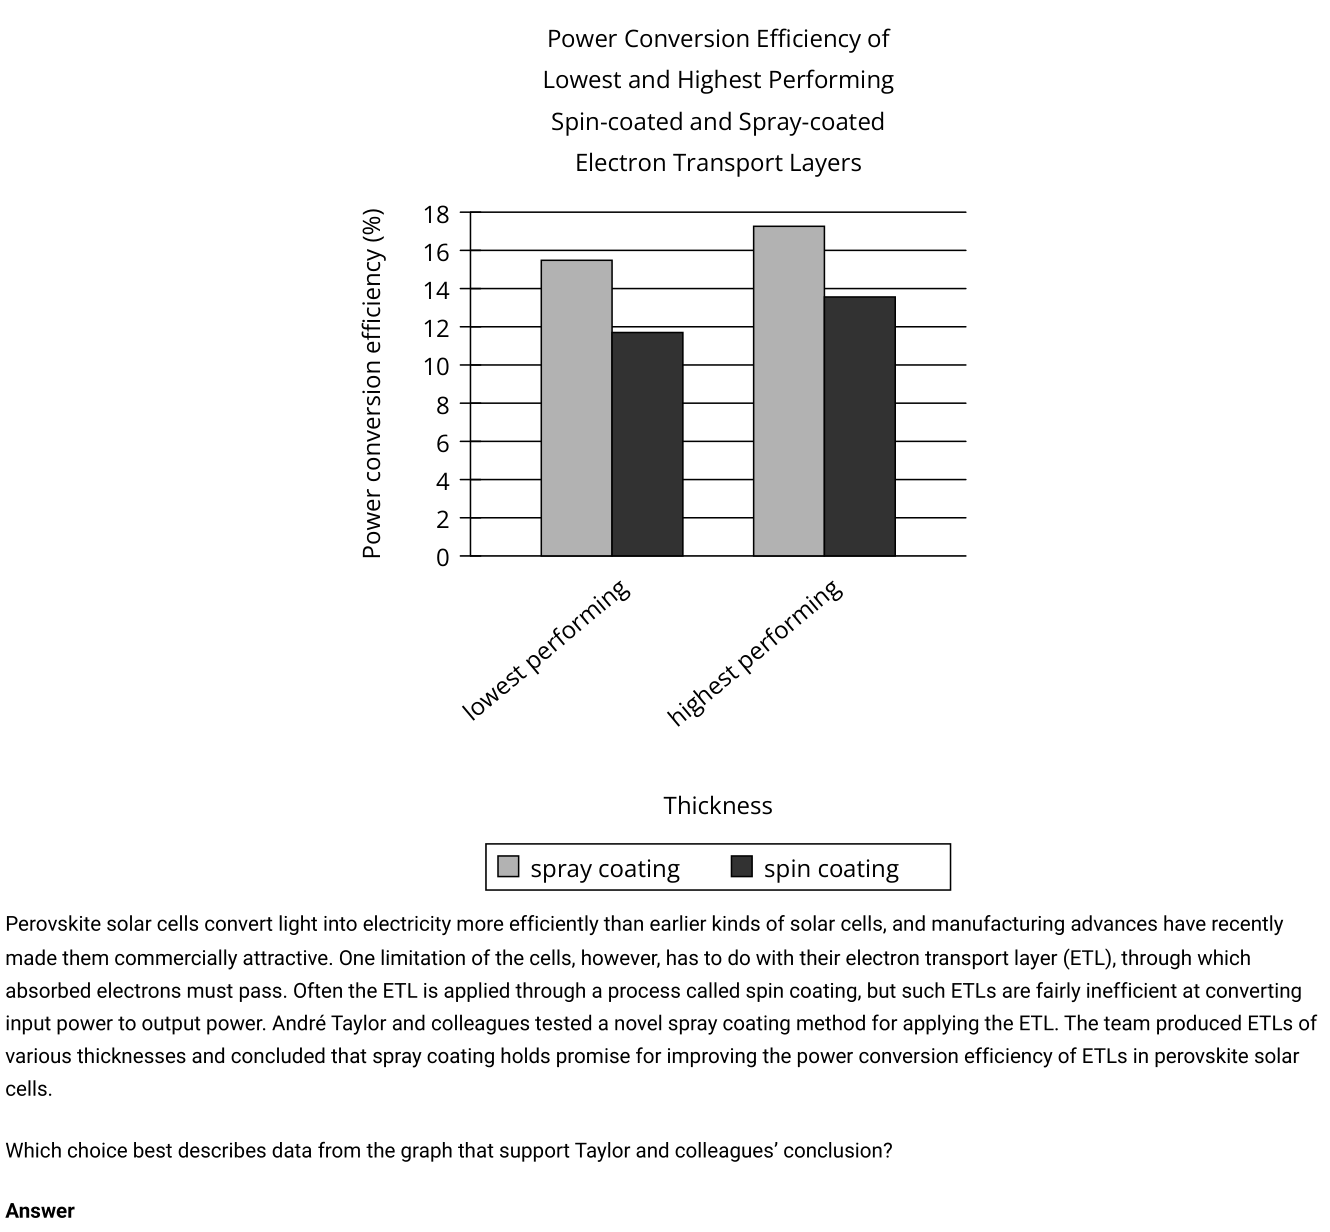 Power Conversion Efficiency of
Lowest and Highest Performing
Spin-coated and Spray-coated
Electron Transport Layers
Power conversion efficiency (%)
18
16
14
12
10
8
6
4
2
0
lowest performing
highest performing
Thickness
spray coating
spin coating
Perovskite solar cells convert light into electricity more efficiently than earlier kinds of solar cells, and manufacturing advances have recently
made them commercially attractive. One limitation of the cells, however, has to do with their electron transport layer (ETL), through which
absorbed electrons must pass. Often the ETL is applied through a process called spin coating, but such ETLs are fairly inefficient at converting
input power to output power. André Taylor and colleagues tested a novel spray coating method for applying the ETL. The team produced ETLs of
various thicknesses and concluded that spray coating holds promise for improving the power conversion efficiency of ETLs in perovskite solar
cells.
Which choice best describes data from the graph that support Taylor and colleagues’ conclusion?
Answer